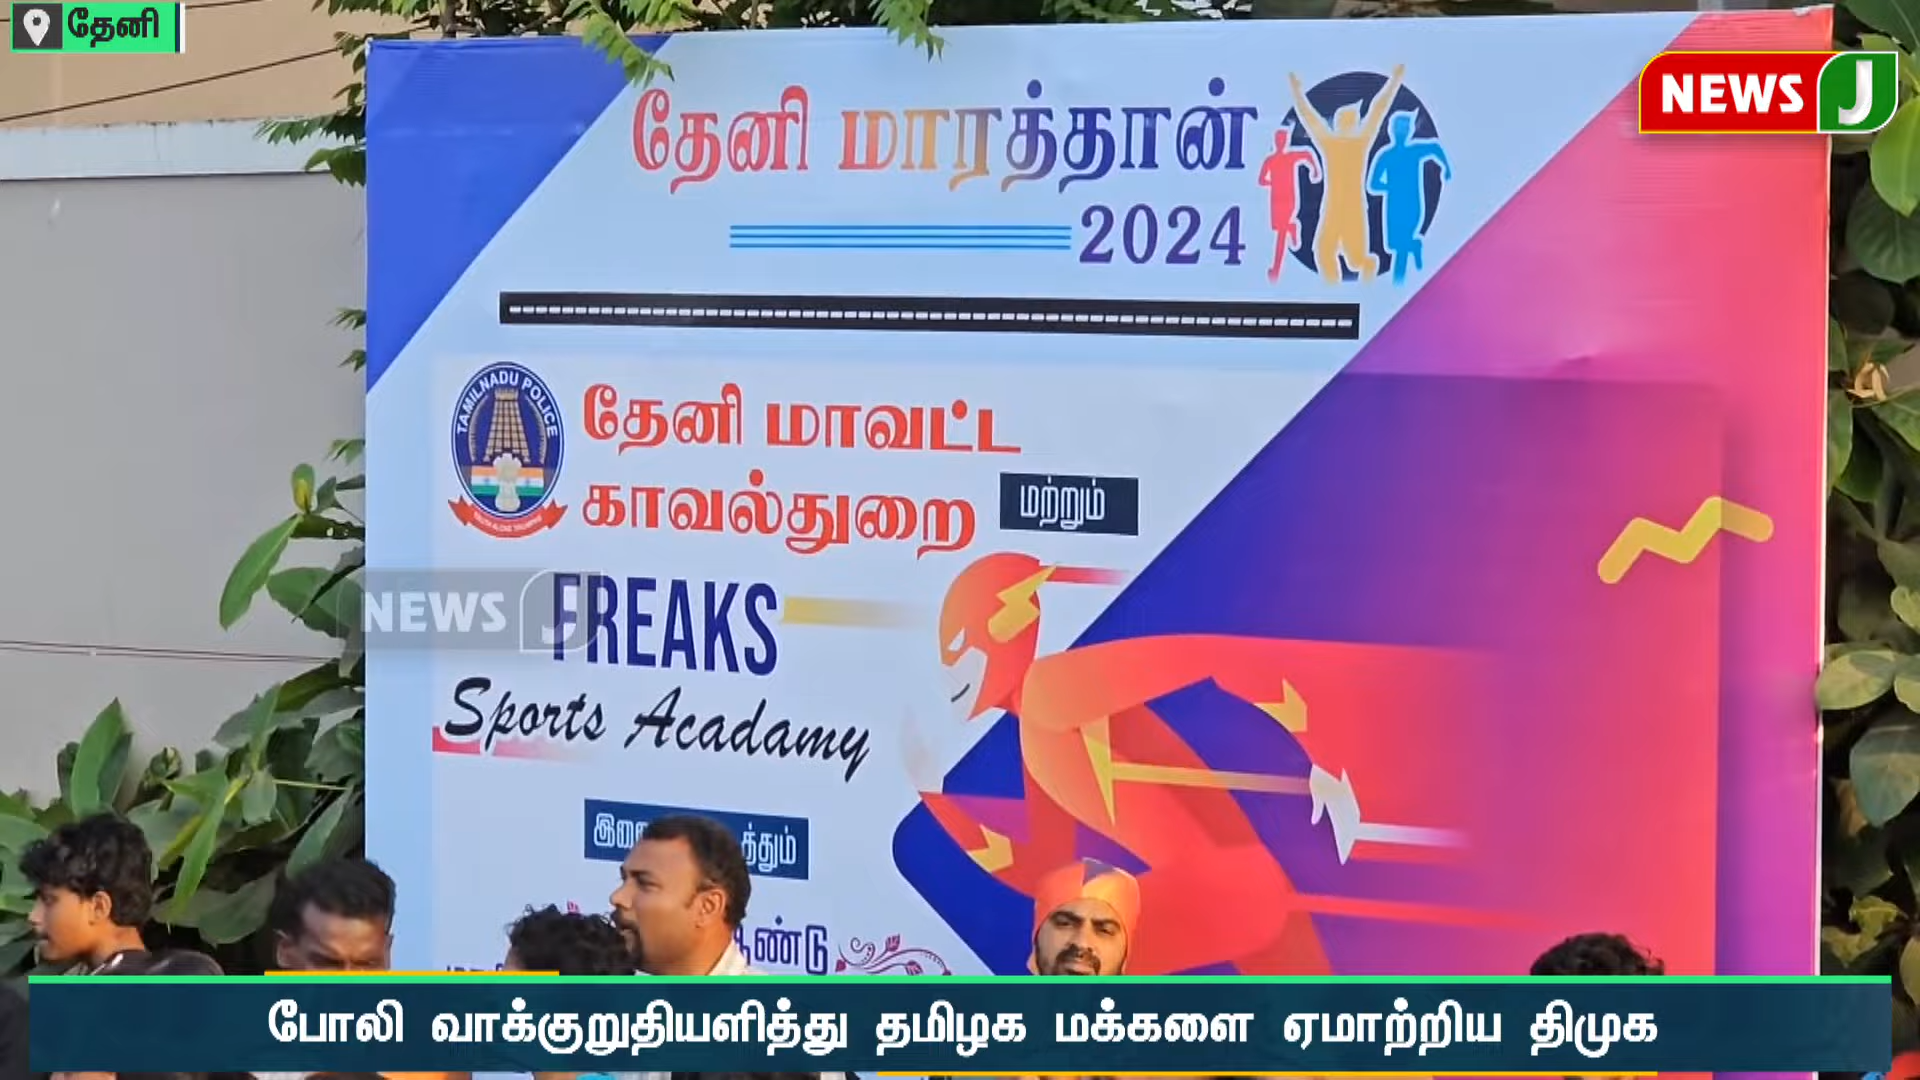 தேனி
NEWS J
தேனி மாரத்தான்
2024
TAMILNADU POLICE
தேனி மாவட்ட
காவல்துறை மற்றும்
NEWS J
FREAKS
Sports Acadamy
போலி வாக்குறுதியளித்து தமிழக மக்களை ஏமாற்றிய திமுக